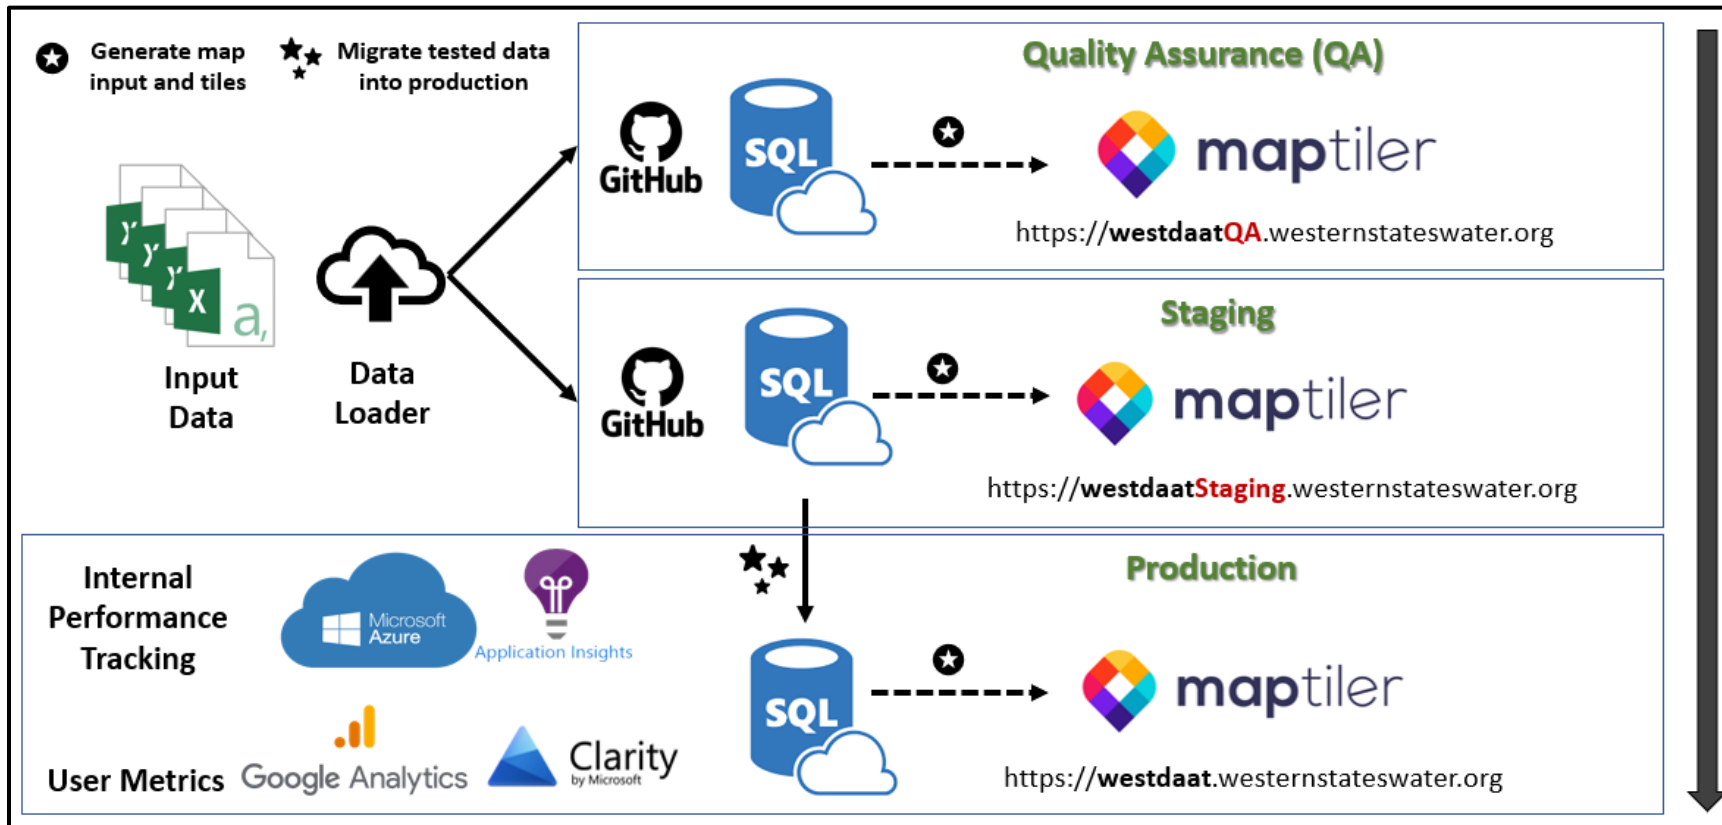 Generate map
input and tiles
Migrate tested data
into production
Input
Data
Data
Loader
Quality Assurance (QA)
GitHub
SQL
maptiler
https://westdaatQA.westernstateswater.org
Staging
GitHub
SQL
maptiler
https://westdaatStaging.westernstateswater.org
Internal
Performance
Tracking
Microsoft
Azure
Application Insights
User Metrics
Google Analytics
Clarity
by Microsoft
Production
SQL
maptiler
https://westdaat.westernstateswater.org
X
X
X
X
a,